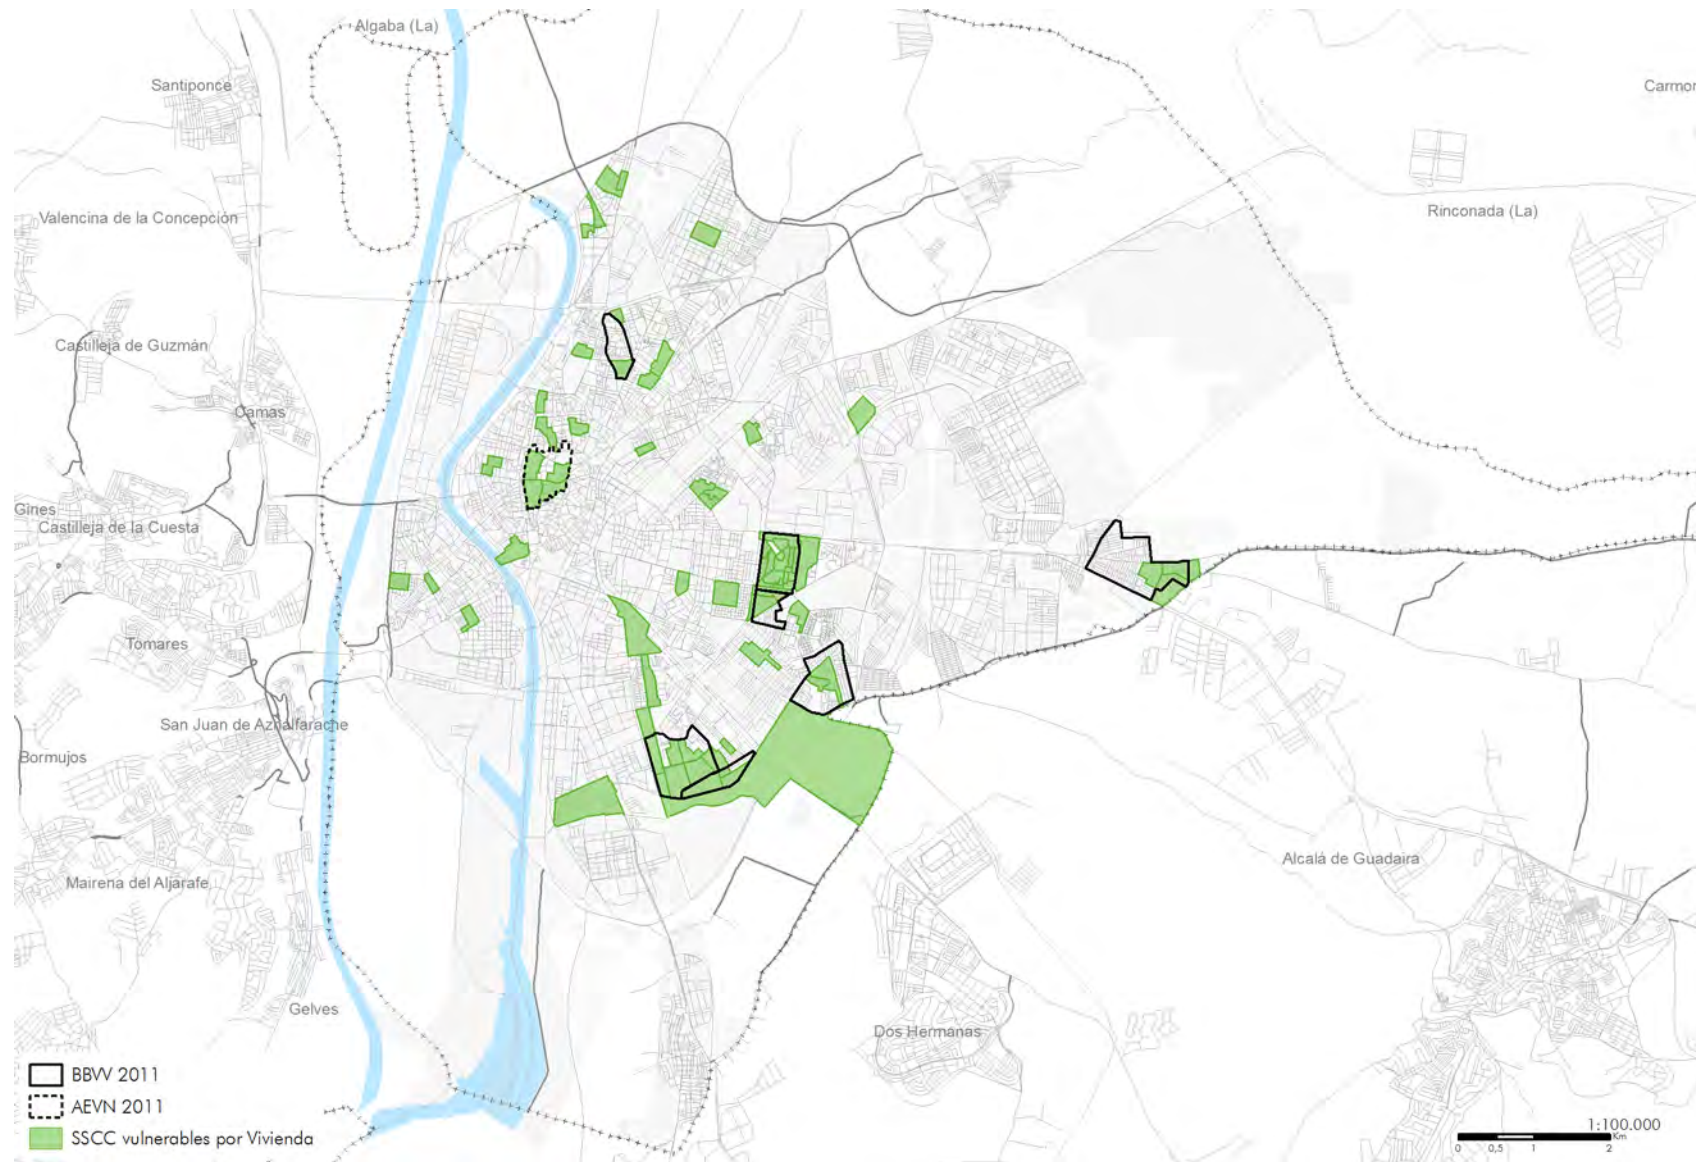 Algaba (La)
Santiponce
Carmon
Valencina de la Concepción
Rinconada (La)
Castilleja de Guzmán
Camas
Gines
Castilleja de la Cuesta
Tomares
San Juan de Aznalfarache
Bormujos
Alcalá de Guadaira
Mairena del Aljarafe
Gelves
Dos Hermanas
BBVV 2011
AEVN 2011
SSCC vulnerables por Vivienda
1:100.000
Km
0 0,5 1 2